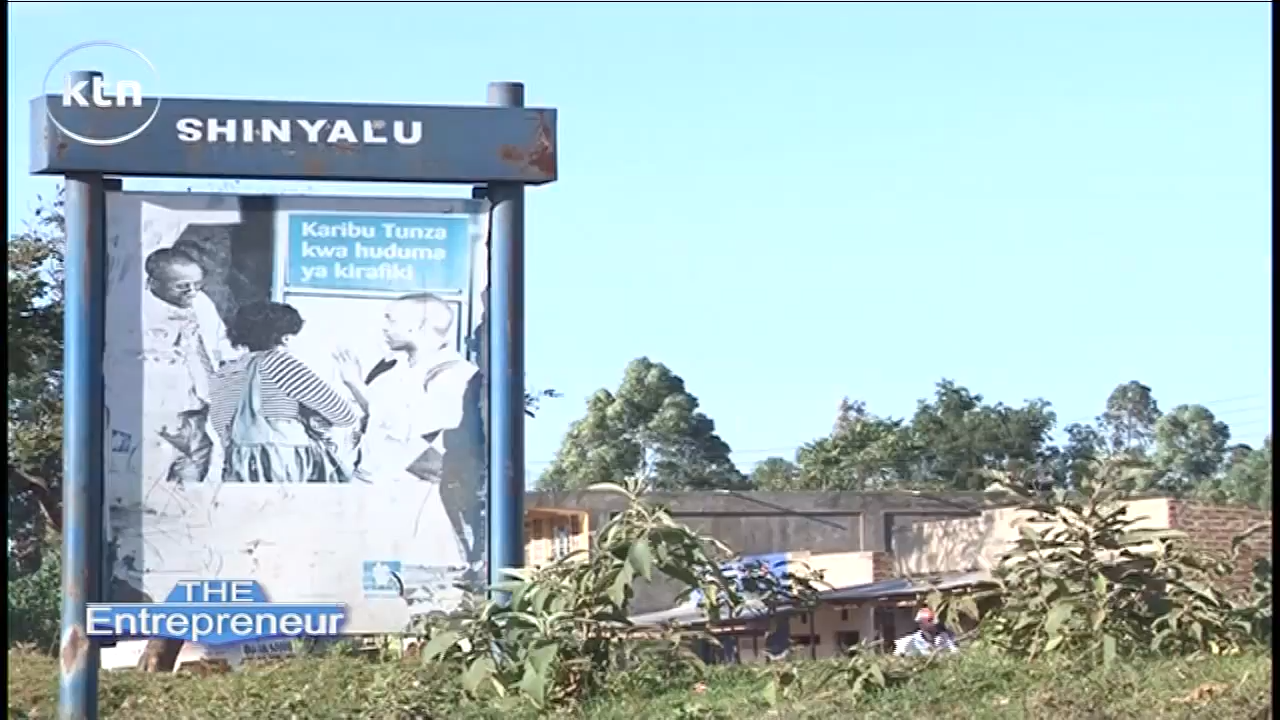 ktn
SHINYALU
Karibu Tunza
kwa huduma
ya kirafiki
THE
Entrepreneur